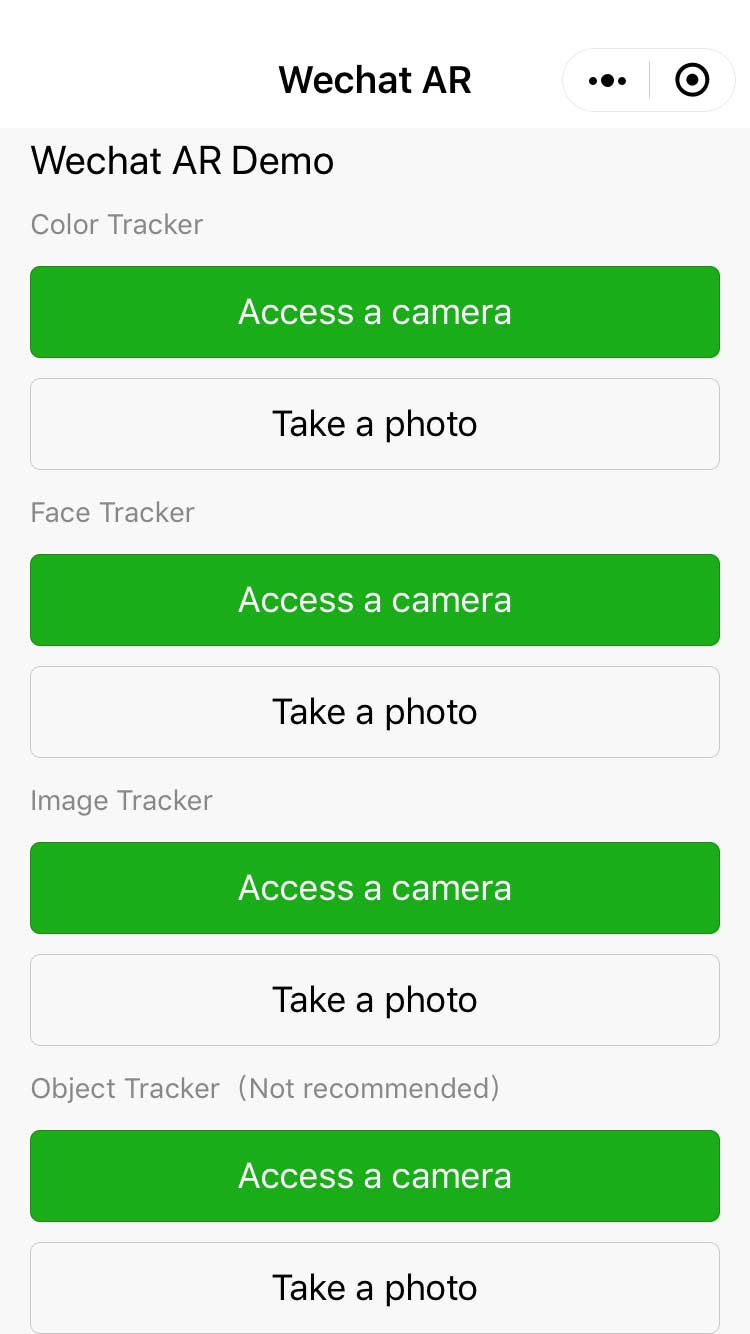 Wechat AR
Wechat AR Demo
Color Tracker
Access a camera
Take a photo
Face Tracker
Access a camera
Take a photo
Image Tracker
Access a camera
Take a photo
Object Tracker（Not recommended）
Access a camera
Take a photo